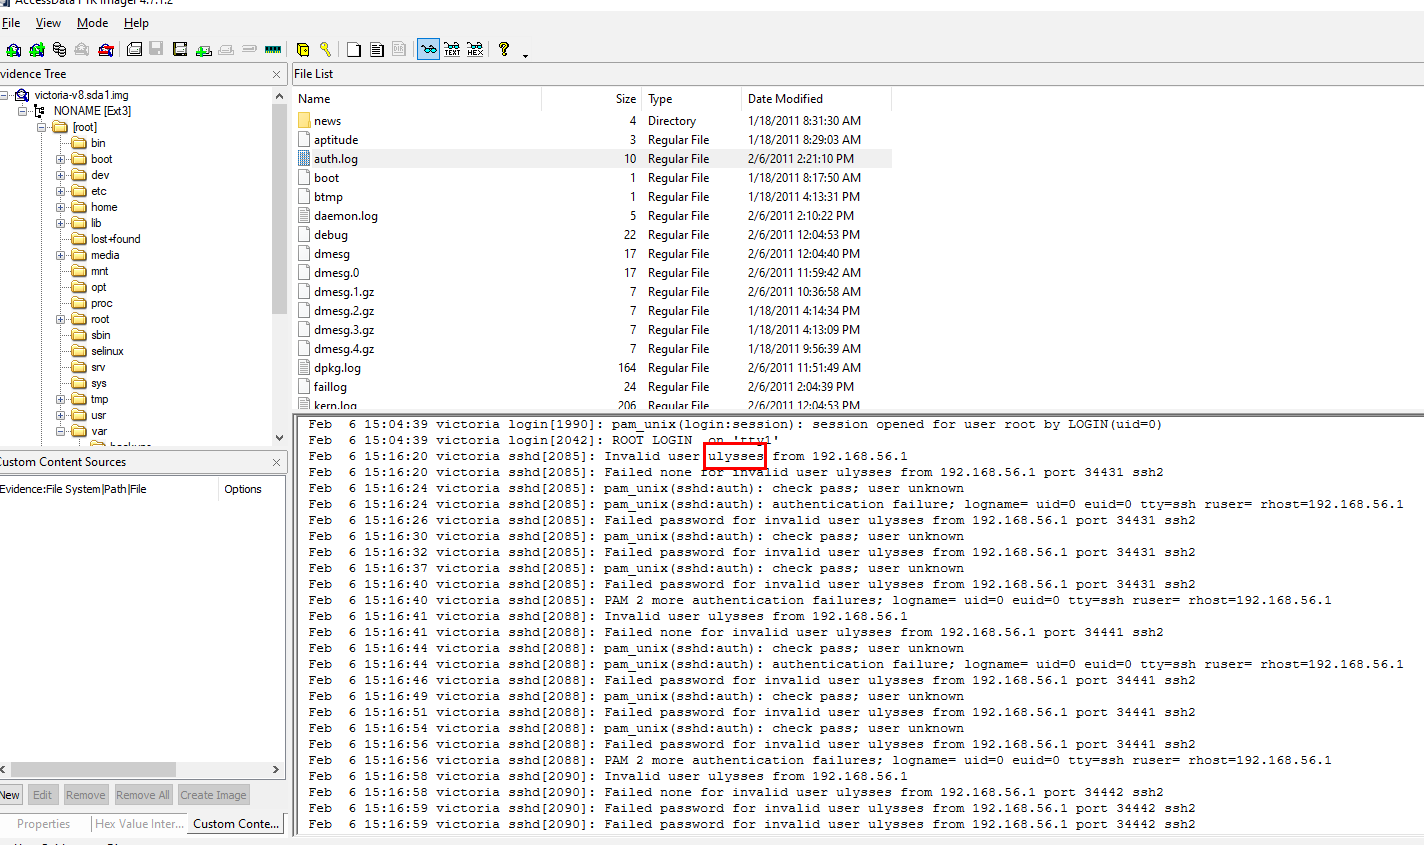 AccessData FTK Imager 4.7.1.2
File View Mode Help
vidence Tree
victoria-v8.sda1.img
NONAME [Ext3]
[root]
bin
boot
dev
etc
home
lib
lost+found
media
mnt
opt
proc
root
sbin
selinux
srv
sys
tmp
usr
var
Custom Content Sources
Evidence:File System|Path|File Options
New Edit Remove Remove All Create Image
Properties Hex Value Inter... Custom Conte...
File List
Name Size Type Date Modified
news 4 Directory 1/18/2011 8:31:30 AM
aptitude 3 Regular File 1/18/2011 8:29:03 AM
auth.log 10 Regular File 2/6/2011 2:21:10 PM
boot 1 Regular File 1/18/2011 8:17:50 AM
btmp 1 Regular File 1/18/2011 4:13:31 PM
daemon.log 5 Regular File 2/6/2011 2:10:22 PM
debug 22 Regular File 2/6/2011 12:04:53 PM
dmesg 17 Regular File 2/6/2011 12:04:40 PM
dmesg.0 17 Regular File 2/6/2011 11:59:42 AM
dmesg.1.gz 7 Regular File 2/6/2011 10:36:58 AM
dmesg.2.gz 7 Regular File 1/18/2011 4:14:34 PM
dmesg.3.gz 7 Regular File 1/18/2011 4:13:09 PM
dmesg.4.gz 7 Regular File 1/18/2011 9:56:39 AM
dpkg.log 164 Regular File 2/6/2011 11:51:49 AM
faillog 24 Regular File 2/6/2011 2:04:39 PM
kern.log 206 Regular File 2/6/2011 12:04:53 PM
Feb  6 15:04:39 victoria login[1990]: pam_unix(login:session): session opened for user root by LOGIN(uid=0)
Feb  6 15:04:39 victoria login[2042]: ROOT LOGIN  on 'tty1'
Feb  6 15:16:20 victoria sshd[2085]: Invalid user ulysses from 192.168.56.1
Feb  6 15:16:20 victoria sshd[2085]: Failed none for invalid user ulysses from 192.168.56.1 port 34431 ssh2
Feb  6 15:16:24 victoria sshd[2085]: pam_unix(sshd:auth): check pass; user unknown
Feb  6 15:16:24 victoria sshd[2085]: pam_unix(sshd:auth): authentication failure; logname= uid=0 euid=0 tty=ssh ruser= rhost=192.168.56.1
Feb  6 15:16:26 victoria sshd[2085]: Failed password for invalid user ulysses from 192.168.56.1 port 34431 ssh2
Feb  6 15:16:30 victoria sshd[2085]: pam_unix(sshd:auth): check pass; user unknown
Feb  6 15:16:32 victoria sshd[2085]: Failed password for invalid user ulysses from 192.168.56.1 port 34431 ssh2
Feb  6 15:16:37 victoria sshd[2085]: pam_unix(sshd:auth): check pass; user unknown
Feb  6 15:16:40 victoria sshd[2085]: Failed password for invalid user ulysses from 192.168.56.1 port 34431 ssh2
Feb  6 15:16:40 victoria sshd[2085]: PAM 2 more authentication failures; logname= uid=0 euid=0 tty=ssh ruser= rhost=192.168.56.1
Feb  6 15:16:41 victoria sshd[2088]: Invalid user ulysses from 192.168.56.1
Feb  6 15:16:41 victoria sshd[2088]: Failed none for invalid user ulysses from 192.168.56.1 port 34441 ssh2
Feb  6 15:16:44 victoria sshd[2088]: pam_unix(sshd:auth): check pass; user unknown
Feb  6 15:16:44 victoria sshd[2088]: pam_unix(sshd:auth): authentication failure; logname= uid=0 euid=0 tty=ssh ruser= rhost=192.168.56.1
Feb  6 15:16:46 victoria sshd[2088]: Failed password for invalid user ulysses from 192.168.56.1 port 34441 ssh2
Feb  6 15:16:49 victoria sshd[2088]: pam_unix(sshd:auth): check pass; user unknown
Feb  6 15:16:51 victoria sshd[2088]: Failed password for invalid user ulysses from 192.168.56.1 port 34441 ssh2
Feb  6 15:16:54 victoria sshd[2088]: pam_unix(sshd:auth): check pass; user unknown
Feb  6 15:16:56 victoria sshd[2088]: Failed password for invalid user ulysses from 192.168.56.1 port 34441 ssh2
Feb  6 15:16:56 victoria sshd[2088]: PAM 2 more authentication failures; logname= uid=0 euid=0 tty=ssh ruser= rhost=192.168.56.1
Feb  6 15:16:58 victoria sshd[2090]: Invalid user ulysses from 192.168.56.1
Feb  6 15:16:58 victoria sshd[2090]: Failed none for invalid user ulysses from 192.168.56.1 port 34442 ssh2
Feb  6 15:16:59 victoria sshd[2090]: Failed password for invalid user ulysses from 192.168.56.1 port 34442 ssh2
Feb  6 15:16:59 victoria sshd[2090]: Failed password for invalid user ulysses from 192.168.56.1 port 34442 ssh2